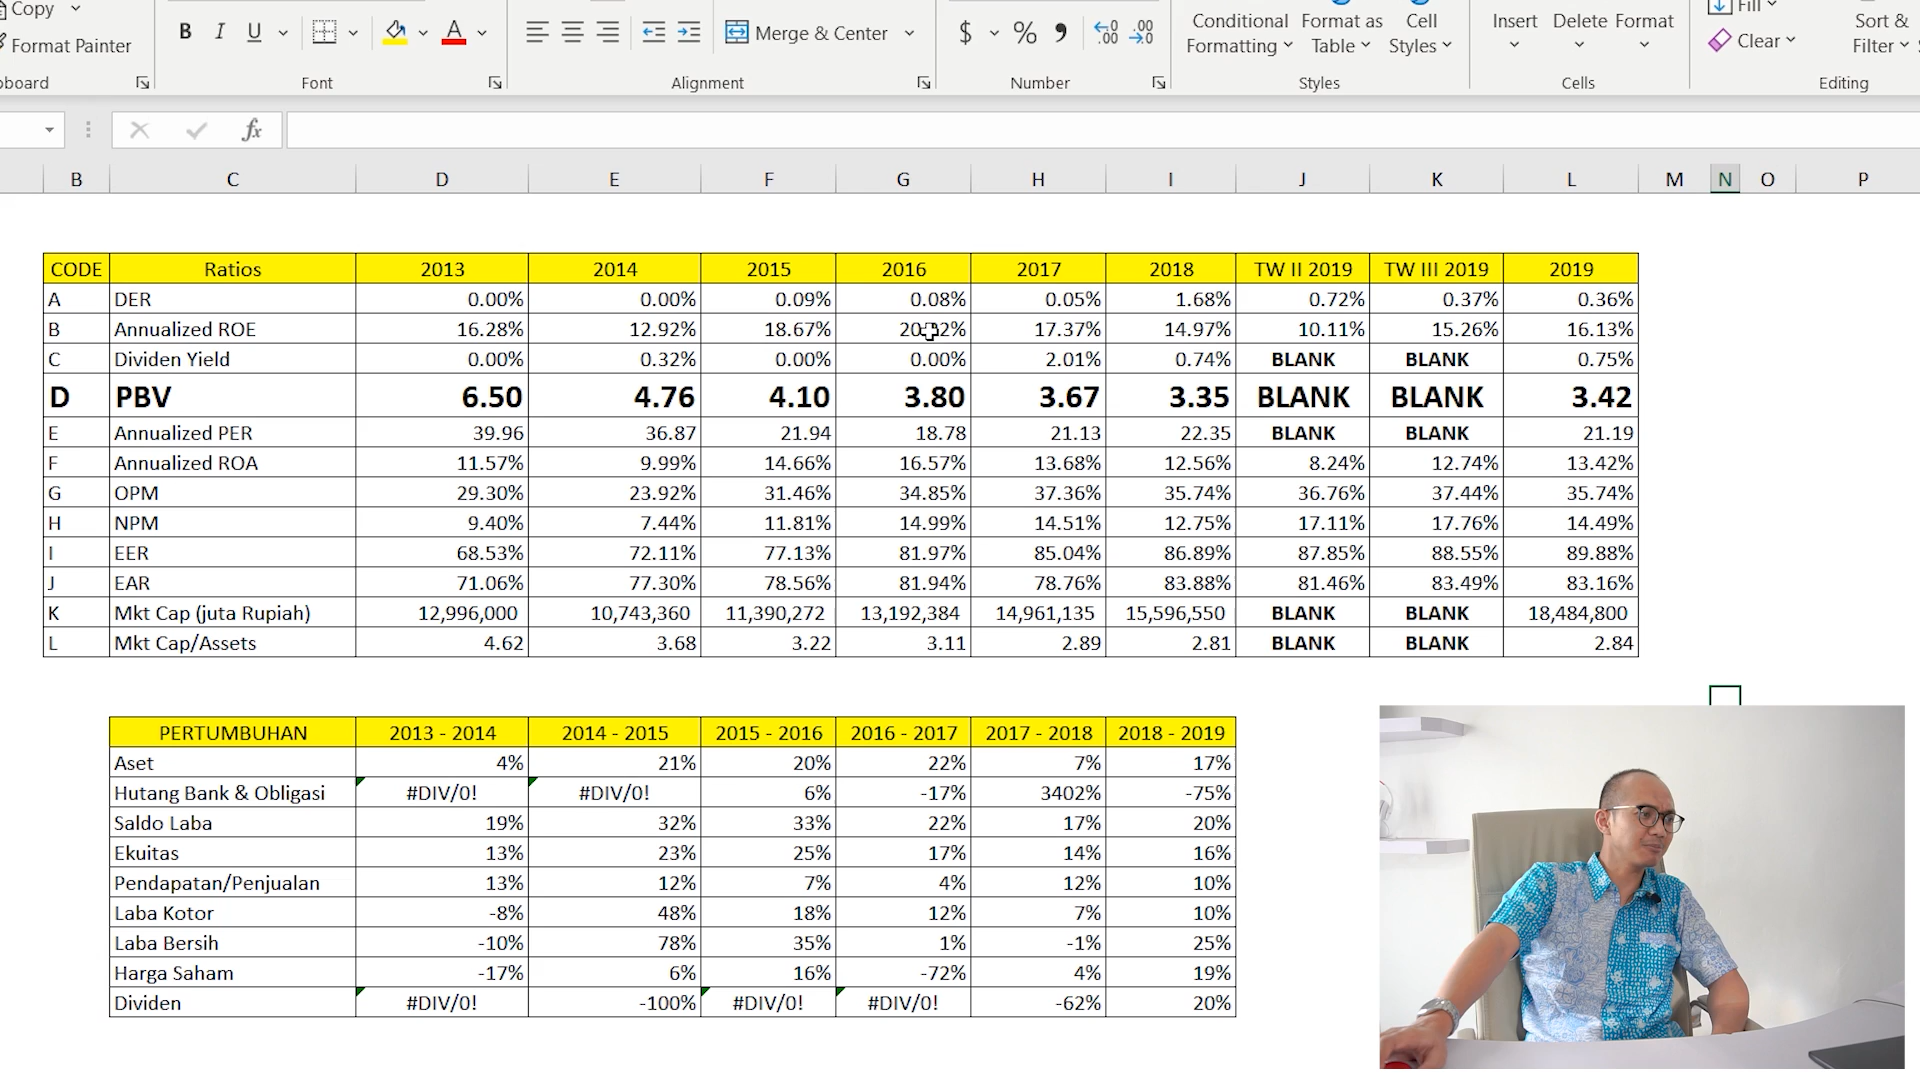 Copy
Format Painter
B I U A
Merge & Center
$ % 9 .00 .00
Conditional Formatting
Format as Table
Cell Styles
Insert Delete Format
Fill
Clear
Sort &
Filter
board Font Alignment Number Styles Cells Editing
fx
B C D E F G H I J K L M N O P
CODE Ratios 2013 2014 2015 2016 2017 2018 TW II 2019 TW III 2019 2019
A DER 0.00% 0.00% 0.09% 0.08% 0.05% 1.68% 0.72% 0.37% 0.36%
B Annualized ROE 16.28% 12.92% 18.67% 17.37% 14.97% 10.11% 15.26% 16.13%
C Dividen Yield 0.00% 0.32% 0.00% 0.00% 2.01% 0.74% BLANK BLANK 0.75%
D PBV 6.50 4.76 4.10 3.80 3.67 3.35 BLANK BLANK 3.42
E Annualized PER 39.96 36.87 21.94 18.78 21.13 22.35 BLANK BLANK 21.19
F Annualized ROA 11.57% 9.99% 14.66% 16.57% 13.68% 12.56% 8.24% 12.74% 13.42%
G OPM 29.30% 23.92% 31.46% 34.85% 37.36% 35.74% 36.76% 37.44% 35.74%
H NPM 9.40% 7.44% 11.81% 14.99% 14.51% 12.75% 17.11% 17.76% 14.49%
I EER 68.53% 72.11% 77.13% 81.97% 85.04% 86.89% 87.85% 88.55% 89.88%
J EAR 71.06% 77.30% 78.56% 81.94% 78.76% 83.88% 81.46% 83.49% 83.16%
K Mkt Cap (juta Rupiah) 12,996,000 10,743,360 11,390,272 13,192,384 14,961,135 15,596,550 BLANK BLANK 18,484,800
L Mkt Cap/Assets 4.62 3.68 3.22 3.11 2.89 2.81 BLANK BLANK 2.84
PERTUMBUHAN 2013 - 2014 2014 - 2015 2015 - 2016 2016 - 2017 2017 - 2018 2018 - 2019
Aset 4% 21% 20% 22% 7% 17%
Hutang Bank & Obligasi #DIV/0! #DIV/0! 6% -17% 3402% -75%
Saldo Laba 19% 32% 33% 22% 17% 20%
Ekuitas 13% 23% 25% 17% 14% 16%
Pendapatan/Penjualan 13% 12% 7% 4% 12% 10%
Laba Kotor -8% 48% 18% 12% 7% 10%
Laba Bersih -10% 78% 35% 1% -1% 25%
Harga Saham -17% 6% 16% -72% 4% 19%
Dividen #DIV/0! -100% #DIV/0! #DIV/0! -62% 20%